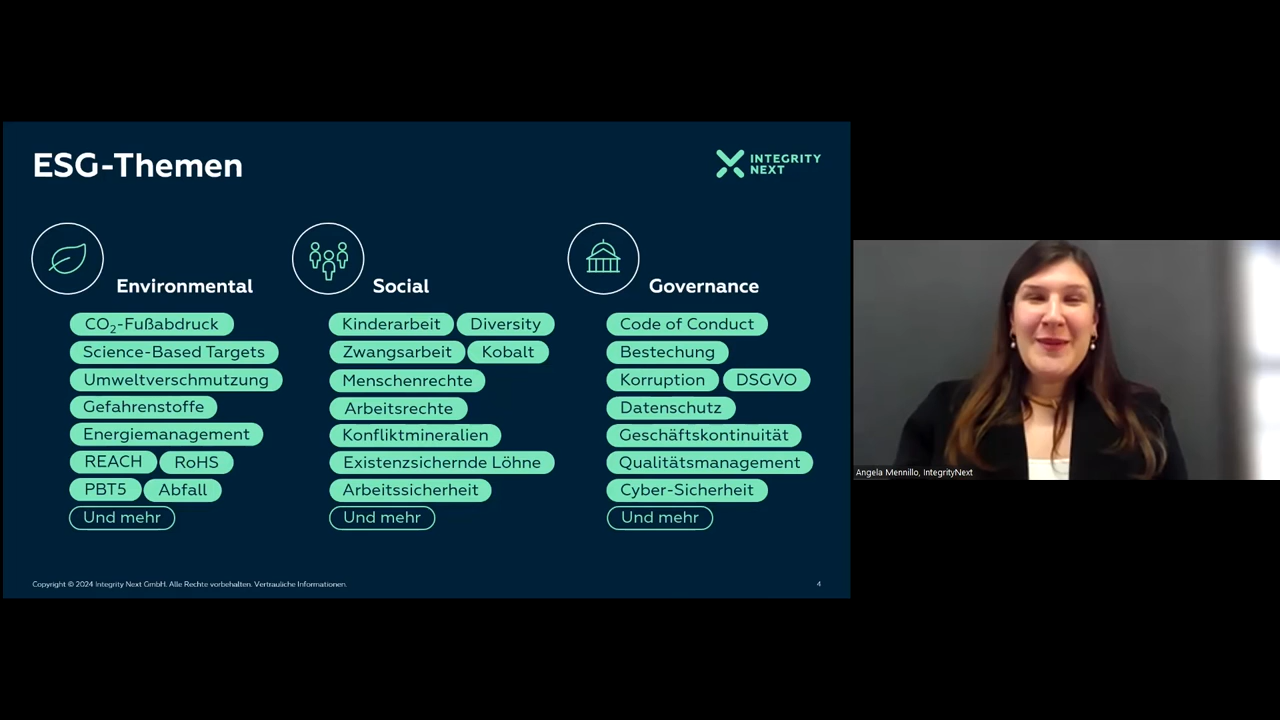 ESG-Themen
INTEGRITY
NEXT
Environmental
CO₂-Fußabdruck
Science-Based Targets
Umweltverschmutzung
Gefahrenstoffe
Energiemanagement
REACH RoHS
PBT5 Abfall
Und mehr
Social
Kinderarbeit Diversity
Zwangsarbeit Kobalt
Menschenrechte
Arbeitsrechte
Konfliktmineralien
Existenzsichernde Löhne
Arbeitssicherheit
Und mehr
Governance
Code of Conduct
Bestechung
Korruption DSGVO
Datenschutz
Geschäftskontinuität
Qualitätsmanagement
Cyber-Sicherheit
Und mehr
Copyright © 2024 Integrity Next GmbH. Alle Rechte vorbehalten. Vertrauliche Informationen.
4
Angela Mennillo, IntegrityNext